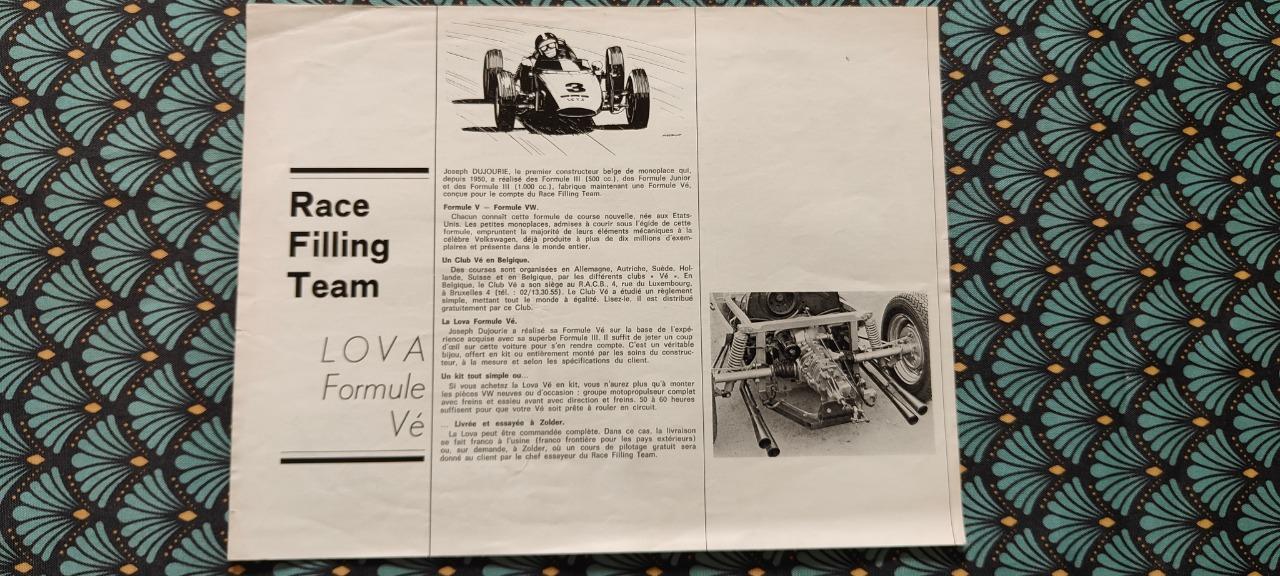 Race
Filling
Team
LOVA
Formule
Vé
3
Joseph DUJOURIE, le premier constructeur belge de monoplace qui,
depuis 1950, a réalisé des Formule III (500 cc.), des Formule Junior
et des Formule III (1.000 cc.), fabrique maintenant une Formule Vé,
conçue pour le compte du Race Filling Team.
Formule V — Formule VW.
Chacun connaît cette formule de course nouvelle, née aux Etats-
Unis. Les petites monoplaces, admises à courir sous l'égide de cette
formule, empruntent la majorité de leurs éléments mécaniques à la
célèbre Volkswagen, déjà produite à plus de dix millions d'exem-
plaires et présente dans le monde entier.
Un Club Vé en Belgique.
Des courses sont organisées en Allemagne, Autriche, Suède, Hol-
lande, Suisse et en Belgique, par les différents clubs « Vé ». En
Belgique, le Club Vé a son siège au R.A.C.B., 4, rue du Luxembourg,
à Bruxelles 4 (tél. : 02/13.30.55). Le Club Vé a étudié un règlement
simple, mettant tout le monde à égalité. Lisez-le, il est distribué
gratuitement par ce Club.
La Lova Formule Vé.
Joseph Dujourie a réalisé sa Formule Vé sur la base de l'expé-
rience acquise avec sa superbe Formule III. Il suffit de jeter un coup
d'œil sur cette voiture pour s'en rendre compte. C'est un véritable
bijou, offert en kit ou entièrement monté par les soins du construc-
teur, à la mesure et selon les spécifications du client.
Un kit tout simple ou...
Si vous achetez la Lova Vé en kit, vous n'aurez plus qu'à monter
les pièces VW neuves ou d'occasion : groupe motopropulseur complet
avec freins et essieu avant avec direction et freins. 50 à 60 heures
suffisent pour que votre Vé soit prête à rouler en circuit.
... Livrée et essayée à Zolder.
La Lova peut être commandée complète. Dans ce cas, la livraison
se fait franco à l'usine (franco frontière pour les pays extérieurs)
ou, sur demande, à Zolder, où un cours de pilotage gratuit sera
donné au client par le chef essayeur du Race Filling Team.